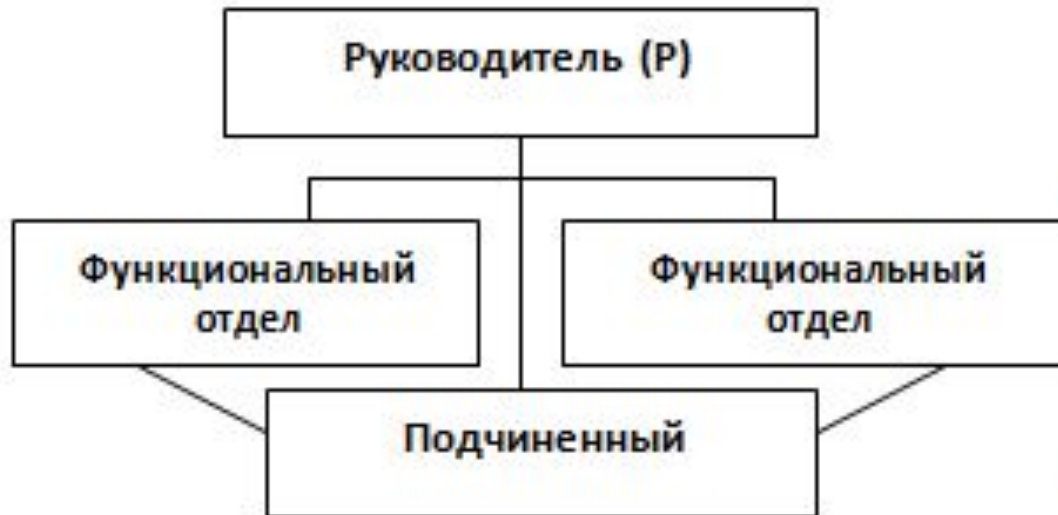 Руководитель (Р)
Функциональный
отдел
Функциональный
отдел
Подчиненный